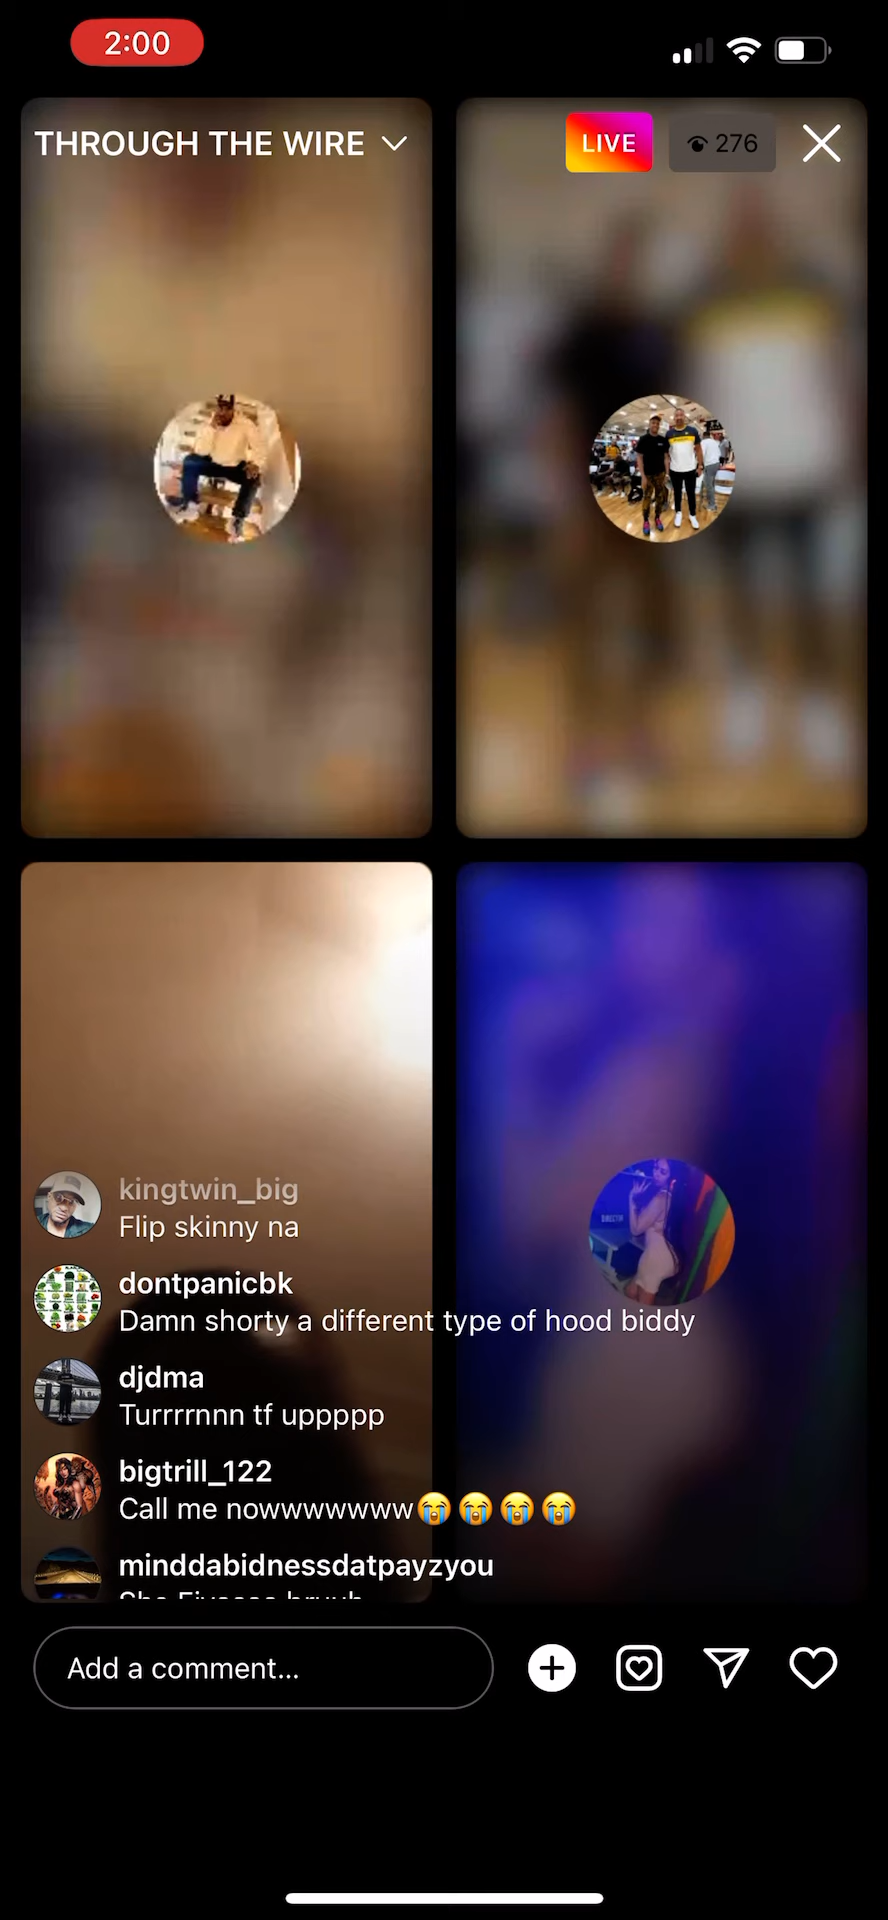 2:00
THROUGH THE WIRE
LIVE
276
kingtwin_big
Flip skinny na
dontpanicbk
Damn shorty a different type of hood biddy
djdma
Turrrrnnn tf uppppp
bigtrill_122
Call me nowwwwwww😭😭😭😭
minddabidnessdatpayzyou
Add a comment...